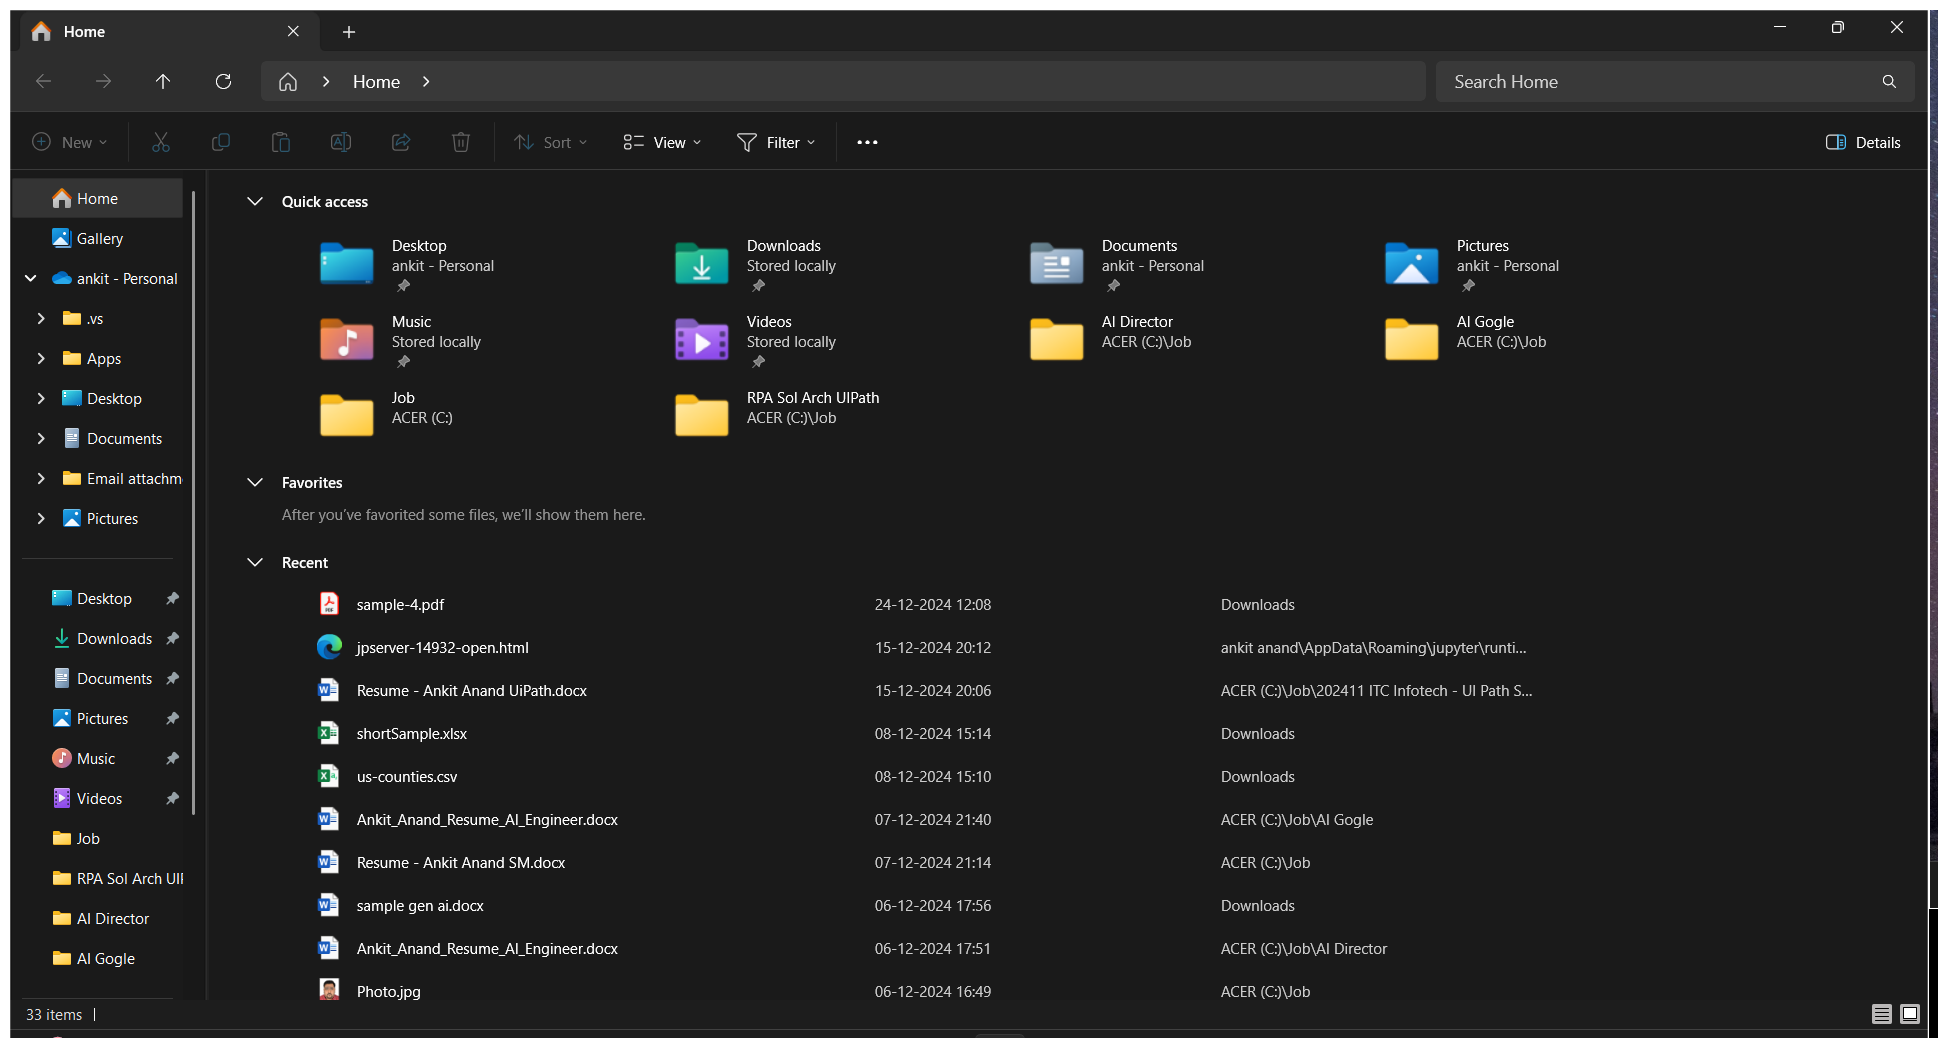 Home
Home
Search Home
New
Sort
View
Filter
Details
Home
Gallery
ankit - Personal
.vs
Apps
Desktop
Documents
Email attachm
Pictures
Desktop
Downloads
Documents
Pictures
Music
Videos
Job
RPA Sol Arch UI
AI Director
AI Gogle
Quick access
Desktop
ankit - Personal
Downloads
Stored locally
Documents
ankit - Personal
Pictures
ankit - Personal
Music
Stored locally
Videos
Stored locally
AI Director
ACER (C:)\Job
AI Gogle
ACER (C:)\Job
Job
ACER (C:)
RPA Sol Arch UIPath
ACER (C:)\Job
Favorites
After you've favorited some files, we'll show them here.
Recent
sample-4.pdf 24-12-2024 12:08 Downloads
jpserver-14932-open.html 15-12-2024 20:12 ankit anand\AppData\Roaming\jupyter\runti...
Resume - Ankit Anand UiPath.docx 15-12-2024 20:06 ACER (C:)\Job\202411 ITC Infotech - UI Path S...
shortSample.xlsx 08-12-2024 15:14 Downloads
us-counties.csv 08-12-2024 15:10 Downloads
Ankit_Anand_Resume_AI_Engineer.docx 07-12-2024 21:40 ACER (C:)\Job\AI Gogle
Resume - Ankit Anand SM.docx 07-12-2024 21:14 ACER (C:)\Job
sample gen ai.docx 06-12-2024 17:56 Downloads
Ankit_Anand_Resume_AI_Engineer.docx 06-12-2024 17:51 ACER (C:)\Job\AI Director
Photo.jpg 06-12-2024 16:49 ACER (C:)\Job
33 items